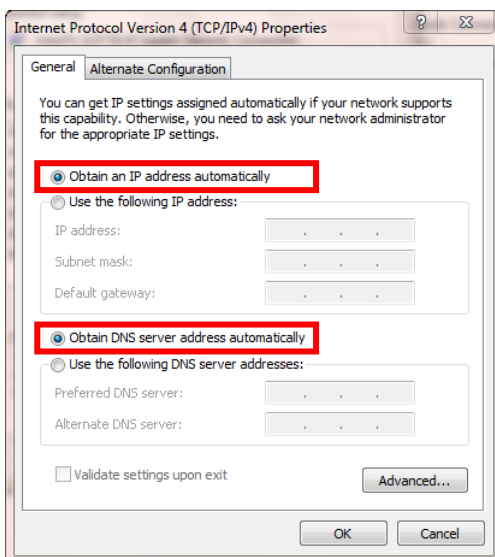 Internet Protocol Version 4 (TCP/IPv4) Properties
General
Alternate Configuration
You can get IP settings assigned automatically if your network supports
this capability. Otherwise, you need to ask your network administrator
for the appropriate IP settings.
Obtain an IP address automatically
Use the following IP address:
IP address:
Subnet mask:
Default gateway:
Obtain DNS server address automatically
Use the following DNS server addresses:
Preferred DNS server:
Alternate DNS server:
Validate settings upon exit
Advanced...
OK
Cancel